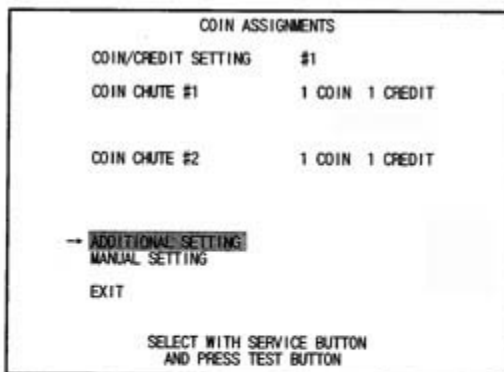 COIN ASSIGNMENTS
COIN/CREDIT SETTING #1
COIN CHUTE #1 1 COIN 1 CREDIT
COIN CHUTE #2 1 COIN 1 CREDIT
→ ADDITIONAL SETTING
MANUAL SETTING
EXIT
SELECT WITH SERVICE BUTTON
AND PRESS TEST BUTTON